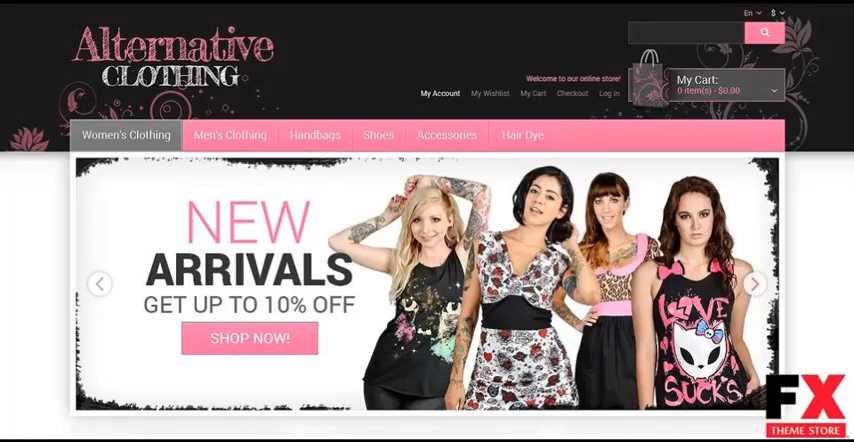 En
$
Alternative
CLOTHING
Welcome to our online store!
My Account My Wishlist My Cart Checkout Log In
My Cart:
0 item(s) - $0.00
Women's Clothing Men's Clothing Handbags Shoes Accessories Hair Dye
NEW
ARRIVALS
GET UP TO 10% OFF
SHOP NOW!
LOVE
SUCKS
FX
THEME STORE